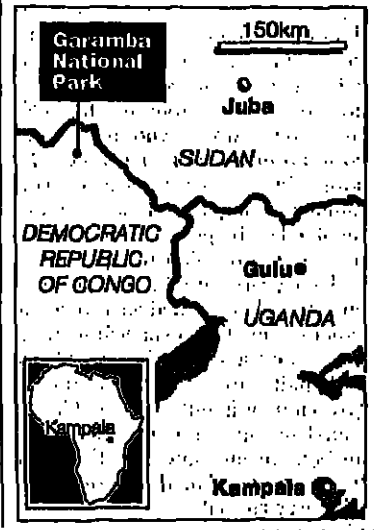 Garamba
National
Park
150km
Juba
SUDAN
DEMOCRATIC
REPUBLIC
OF CONGO
Gulu
UGANDA
Kampala
Kampala